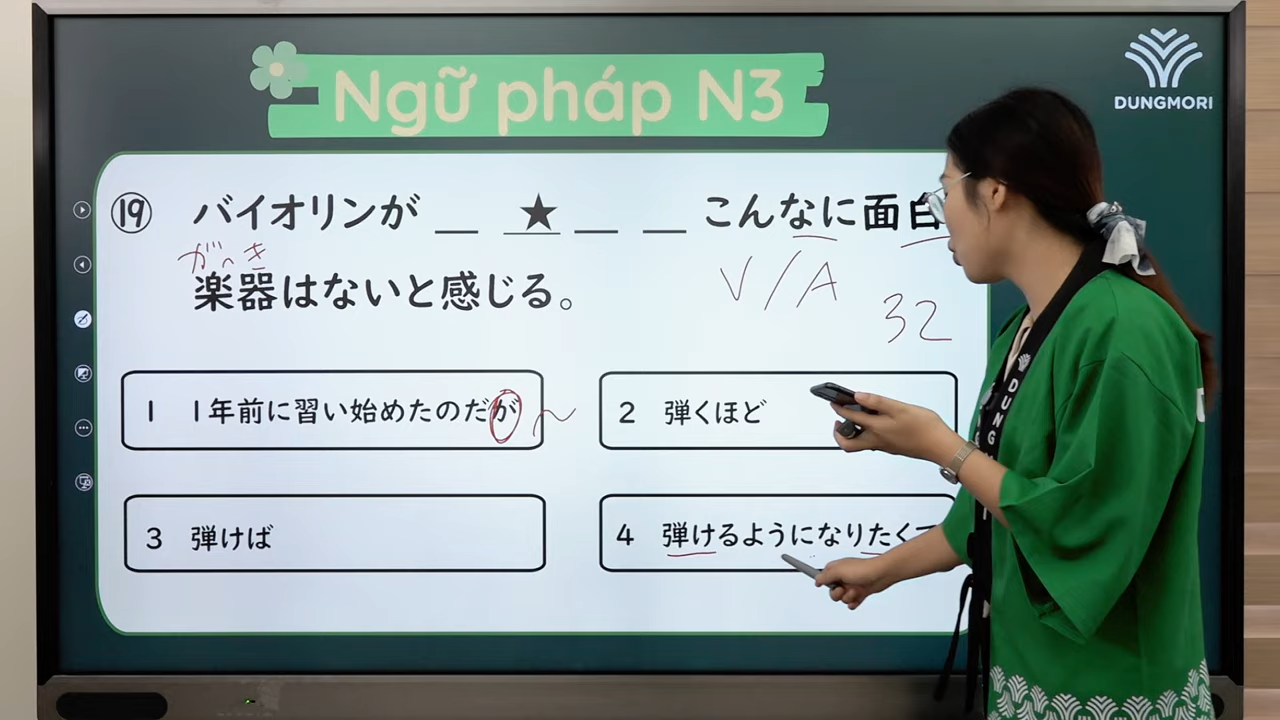 Ngữ pháp N3
DUNGMORI
⑲ バイオリンが _ ★ _ _ こんなに面白
がっき
楽器はないと感じる。
V/A
32
1 1年前に習い始めたのだが 〜
2 弾くほど
3 弾けば
4 弾けるようになりたくて
DUNGM